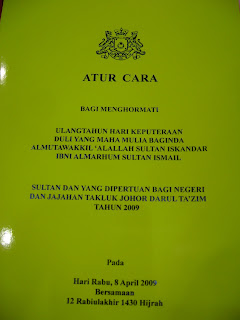 ATUR CARA
BAGI MENGHORMATI
ULANGTAHUN HARI KEPUTERAAN
DULI YANG MAHA MULIA BAGINDA
ALMUTAWAKKIL 'ALALLAH SULTAN ISKANDAR
IBNI ALMARHUM SULTAN ISMAIL
SULTAN DAN YANG DIPERTUAN BAGI NEGERI
DAN JAJAHAN TAKLUK JOHOR DARUL TA'ZIM
TAHUN 2009
Pada
Hari Rabu, 8 April 2009
Bersamaan
12 Rabiulakhir 1430 Hijrah